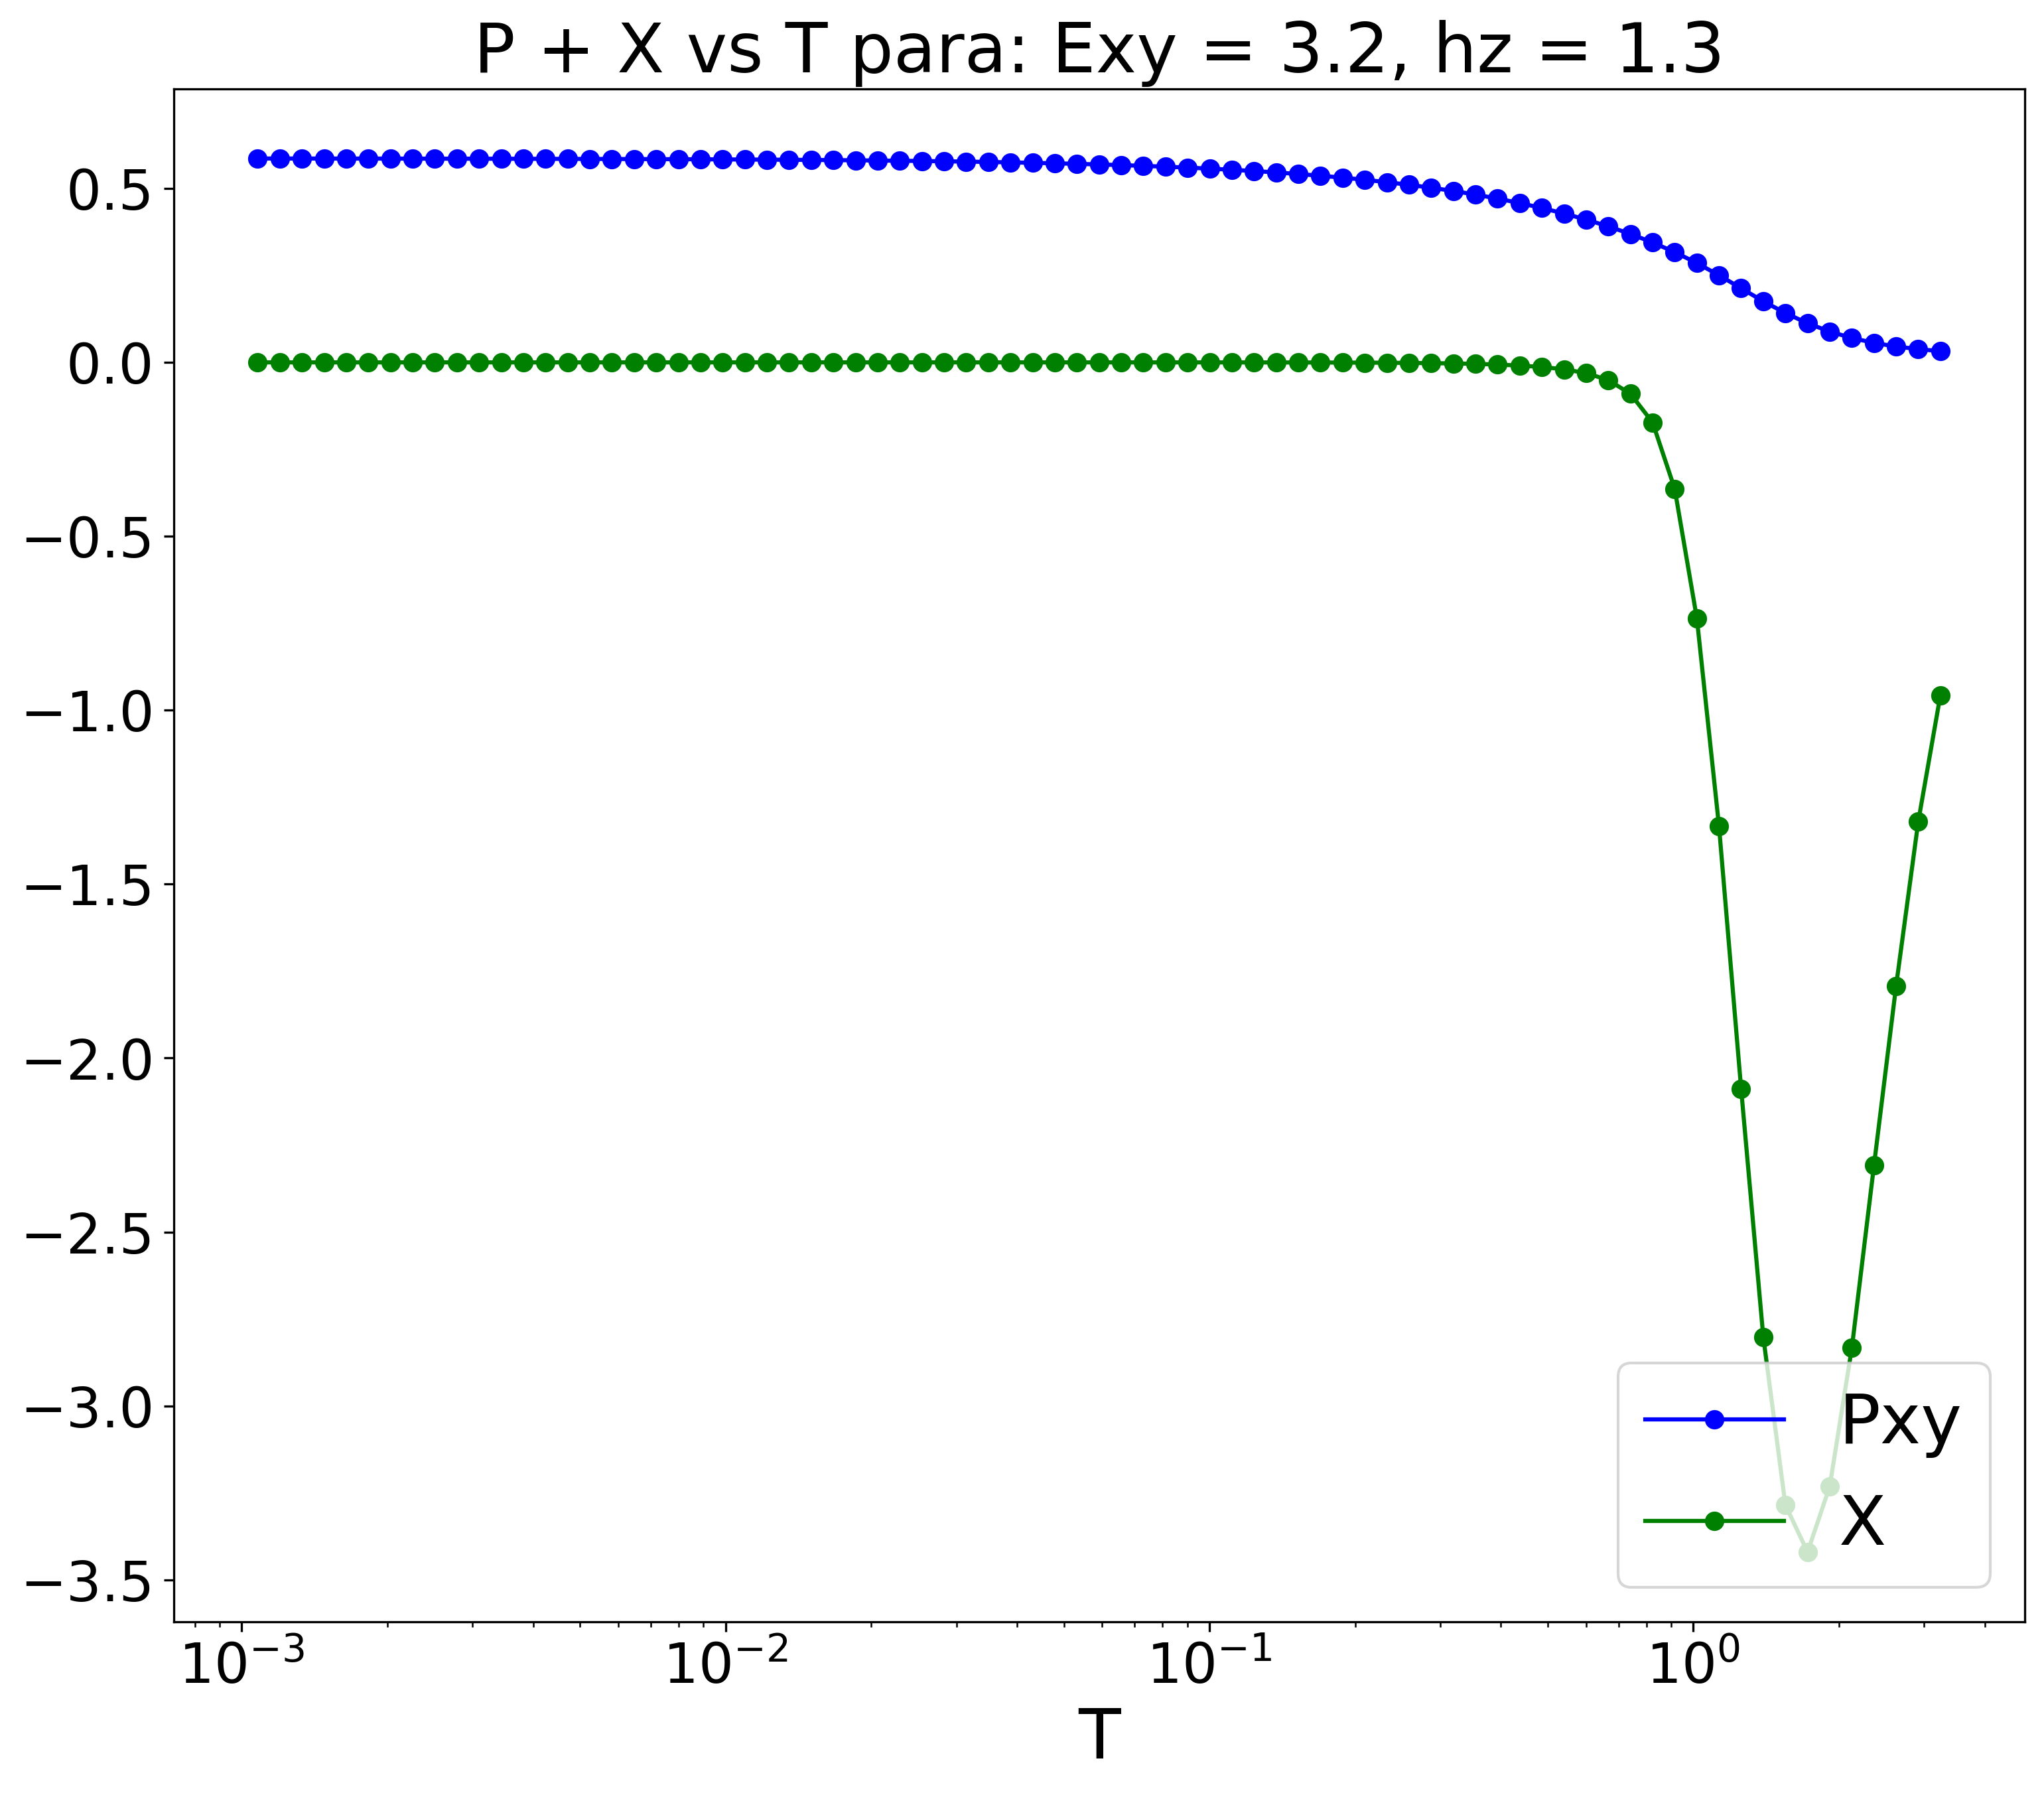 P + X vs T para: Exy = 3.2, hz = 1.3
0.5
0.0
−0.5
−1.0
−1.5
−2.0
−2.5
−3.0
−3.5
Pxy
X
10⁻³ 10⁻² 10⁻¹ 10⁰
T